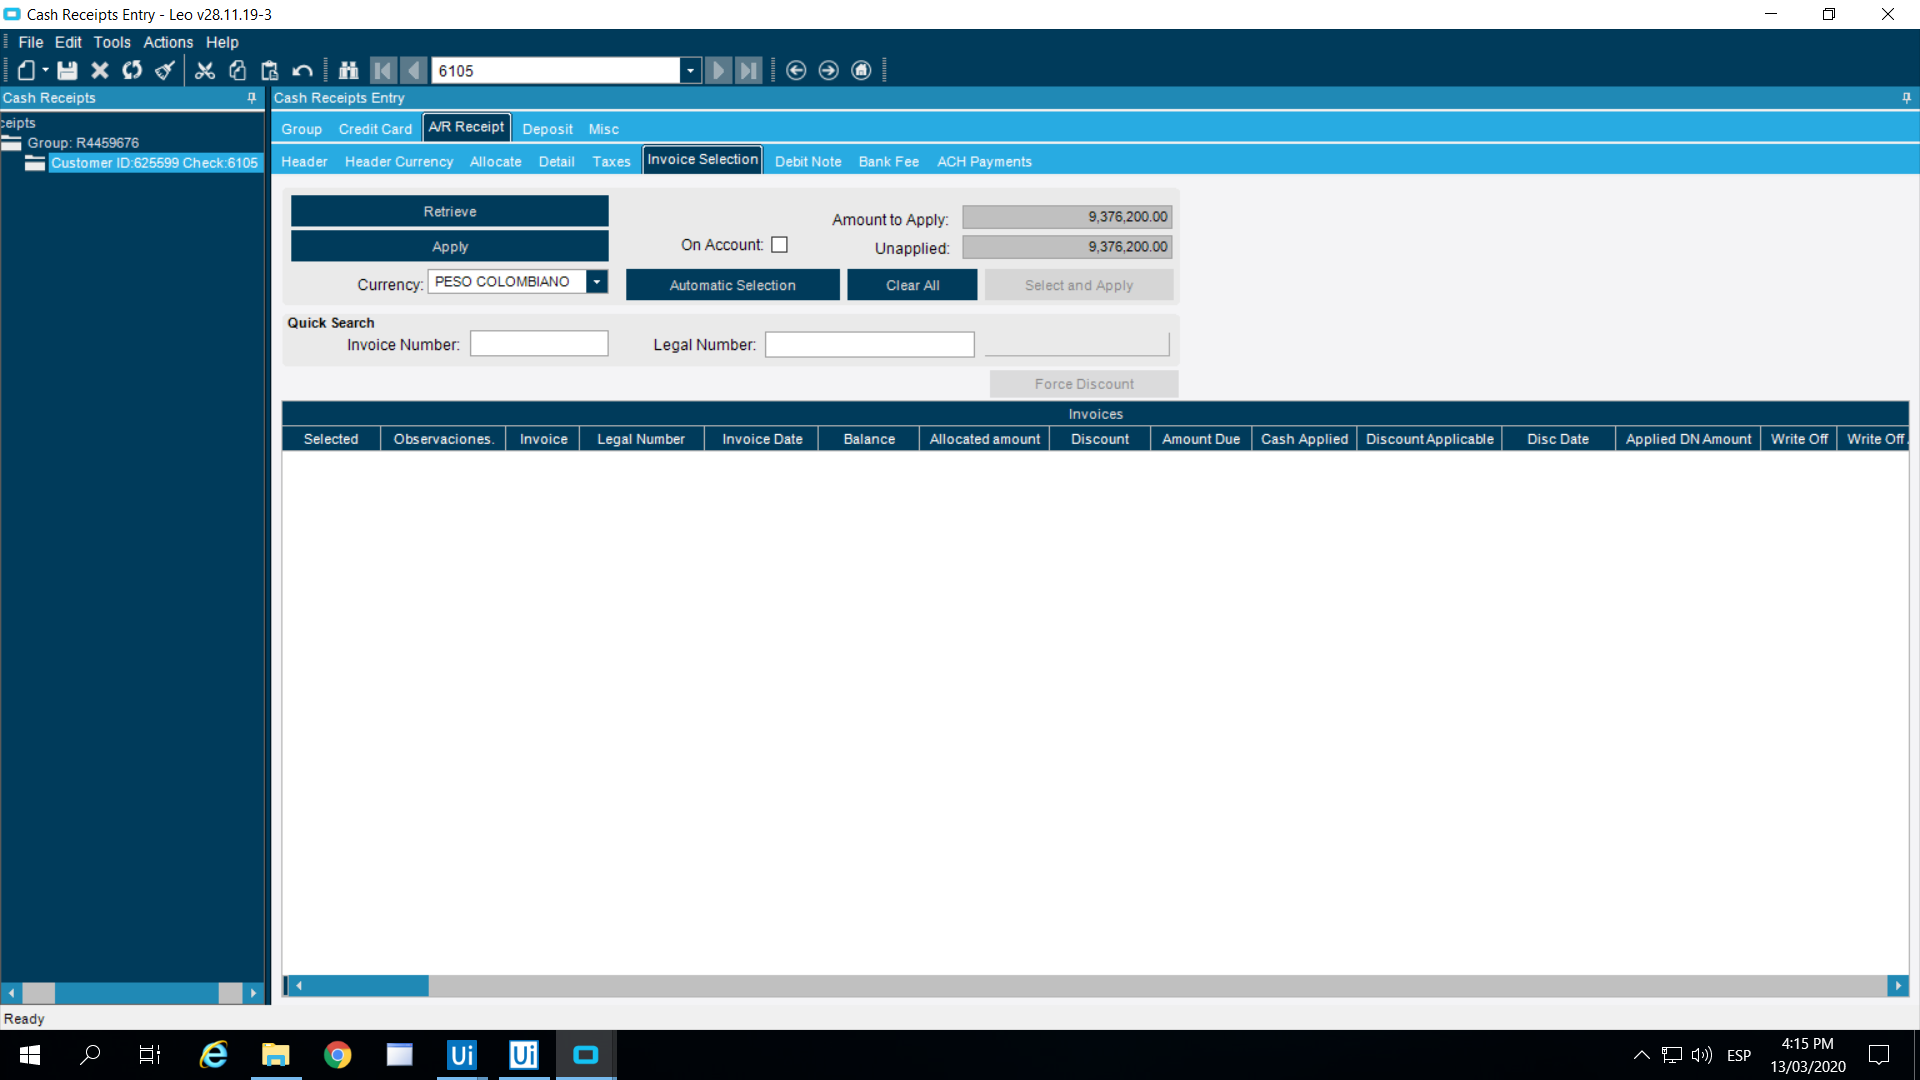 Cash Receipts Entry - Leo v28.11.19-3
File Edit Tools Actions Help
6105
Cash Receipts
ceipts
Group: R4459676
Customer ID:625599 Check:6105
Cash Receipts Entry
Group Credit Card A/R Receipt Deposit Misc
Header Header Currency Allocate Detail Taxes Invoice Selection Debit Note Bank Fee ACH Payments
Retrieve
Apply
On Account:
Amount to Apply: 9,376,200.00
Unapplied: 9,376,200.00
Currency: PESO COLOMBIANO
Automatic Selection
Clear All
Select and Apply
Quick Search
Invoice Number:
Legal Number:
Force Discount
Invoices
Selected Observaciones. Invoice Legal Number Invoice Date Balance Allocated amount Discount Amount Due Cash Applied Discount Applicable Disc Date Applied DN Amount Write Off Write Off
Ready
Ui
Ui
ESP
4:15 PM
13/03/2020